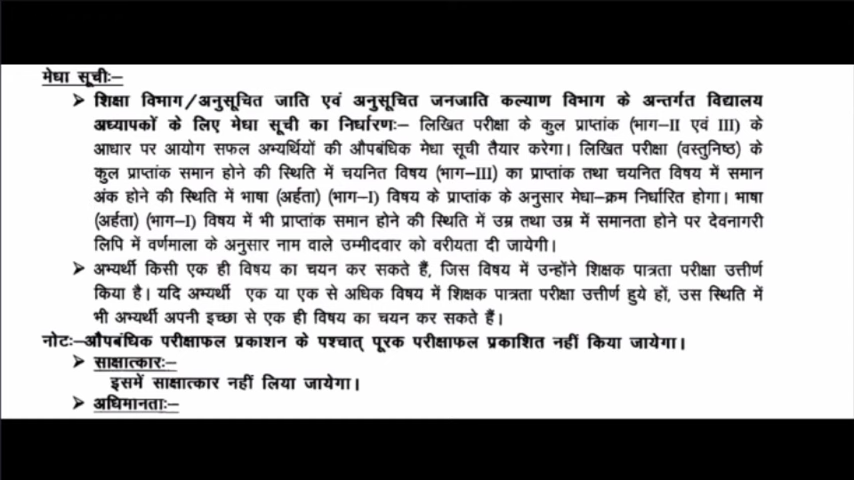 मेधा सूचीः–
➤ शिक्षा विभाग/अनुसूचित जाति एवं अनुसूचित जनजाति कल्याण विभाग के अन्तर्गत विद्यालय
अध्यापकों के लिए मेधा सूची का निर्धारणः– लिखित परीक्षा के कुल प्राप्तांक (भाग–II एवं III) के
आधार पर आयोग सफल अभ्यर्थियों की औपबंधिक मेधा सूची तैयार करेगा। लिखित परीक्षा (वस्तुनिष्ठ) के
कुल प्राप्तांक समान होने की स्थिति में चयनित विषय (भाग–III) का प्राप्तांक तथा चयनित विषय में समान
अंक होने की स्थिति में भाषा (अर्हता) (भाग–I) विषय के प्राप्तांक के अनुसार मेधा–क्रम निर्धारित होगा। भाषा
(अर्हता) (भाग–I) विषय में भी प्राप्तांक समान होने की स्थिति में उम्र तथा उम्र में समानता होने पर देवनागरी
लिपि में वर्णमाला के अनुसार नाम वाले उम्मीदवार को वरीयता दी जायेगी।
➤ अभ्यर्थी किसी एक ही विषय का चयन कर सकते हैं, जिस विषय में उन्होंने शिक्षक पात्रता परीक्षा उत्तीर्ण
किया है। यदि अभ्यर्थी एक या एक से अधिक विषय में शिक्षक पात्रता परीक्षा उत्तीर्ण हुये हों, उस स्थिति में
भी अभ्यर्थी अपनी इच्छा से एक ही विषय का चयन कर सकते हैं।
नोटः–औपबंधिक परीक्षाफल प्रकाशन के पश्चात् पूरक परीक्षाफल प्रकाशित नहीं किया जायेगा।
➤ साक्षात्कारः–
इसमें साक्षात्कार नहीं लिया जायेगा।
➤ अधिमानताः–